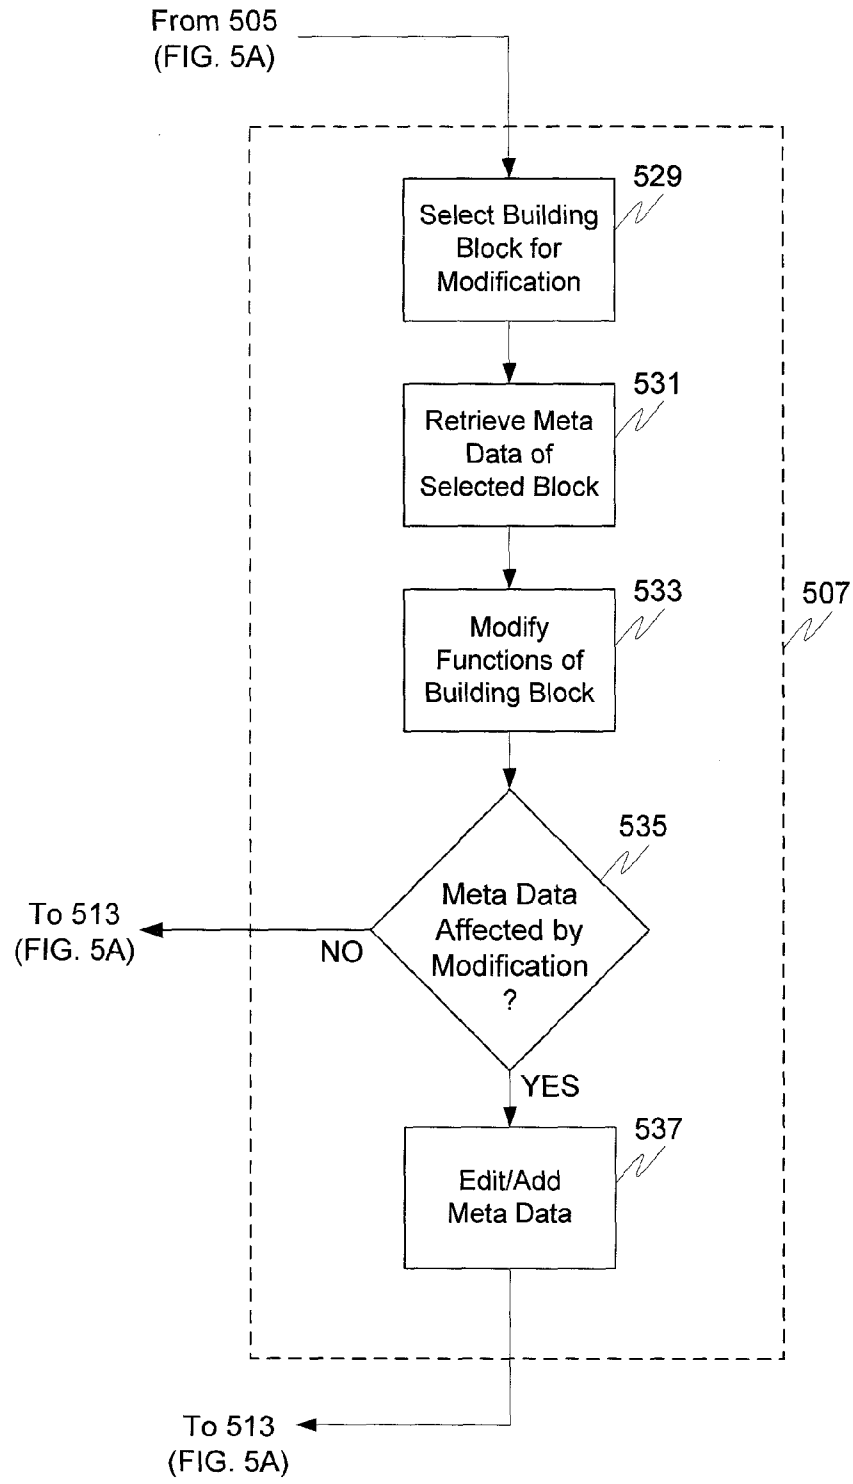 From 505
(FIG. 5A)
529
Select Building
Block for
Modification
531
Retrieve Meta
Data of
Selected Block
533
Modify
Functions of
Building Block
507
535
Meta Data
Affected by
Modification
?
To 513
(FIG. 5A)
NO
YES
537
Edit/Add
Meta Data
To 513
(FIG. 5A)